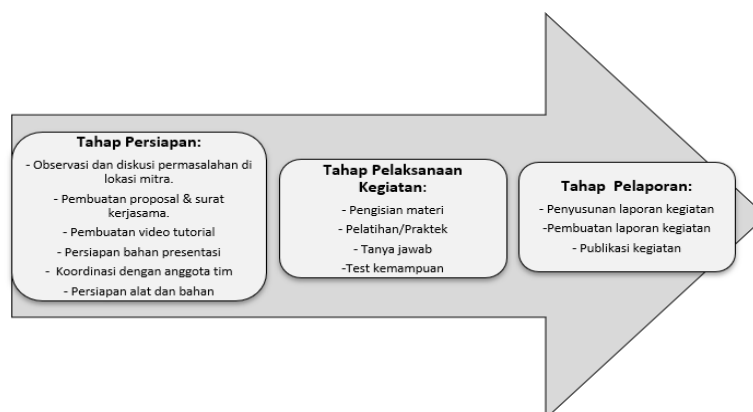 Tahap Persiapan:
- Observasi dan diskusi permasalahan di
lokasi mitra.
- Pembuatan proposal & surat
kerjasama.
- Pembuatan video tutorial
- Persiapan bahan presentasi
- Koordinasi dengan anggota tim
- Persiapan alat dan bahan
Tahap Pelaksanaan
Kegiatan:
- Pengisian materi
- Pelatihan/Praktek
- Tanya jawab
-Test kemampuan
Tahap Pelaporan:
- Penyusunan laporan kegiatan
-Pembuatan laporan kegiatan
- Publikasi kegiatan